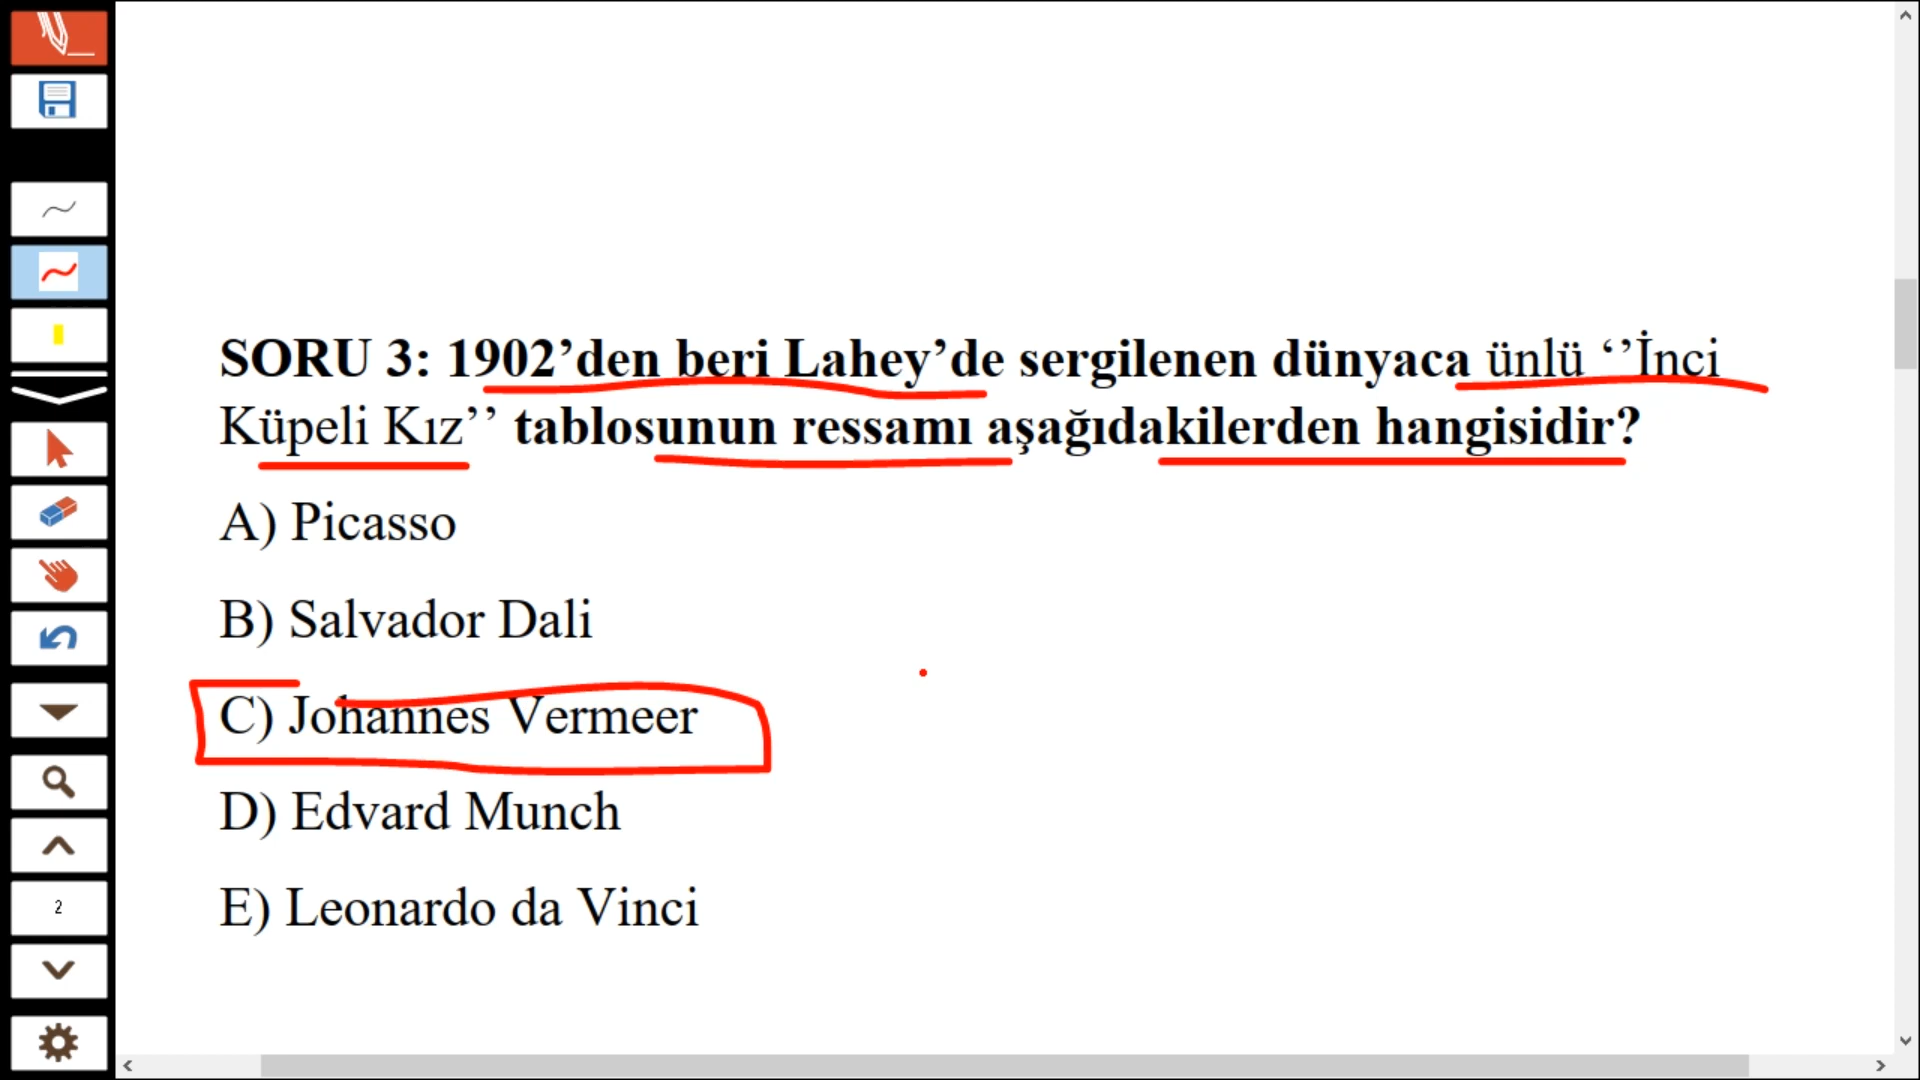 SORU 3: 1902’den beri Lahey’de sergilenen dünyaca ünlü ‘’İnci
Küpeli Kız’’ tablosunun ressamı aşağıdakilerden hangisidir?
A) Picasso
B) Salvador Dali
C) Johannes Vermeer
D) Edvard Munch
E) Leonardo da Vinci
2